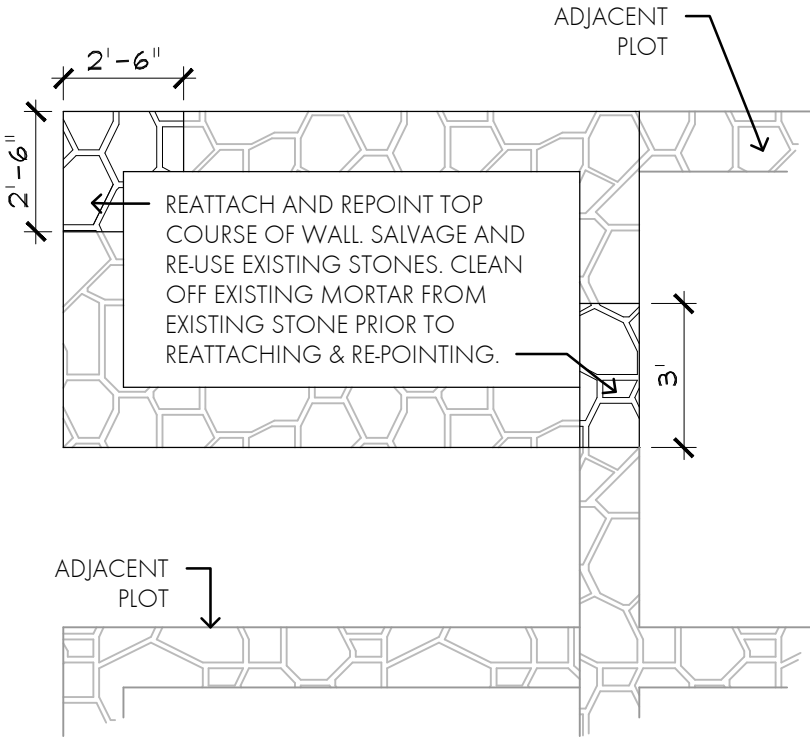 ADJACENT
PLOT
2'-6"
2'-6"
REATTACH AND REPOINT TOP
COURSE OF WALL. SALVAGE AND
RE-USE EXISTING STONES. CLEAN
OFF EXISTING MORTAR FROM
EXISTING STONE PRIOR TO
REATTACHING & RE-POINTING.
3'
ADJACENT
PLOT